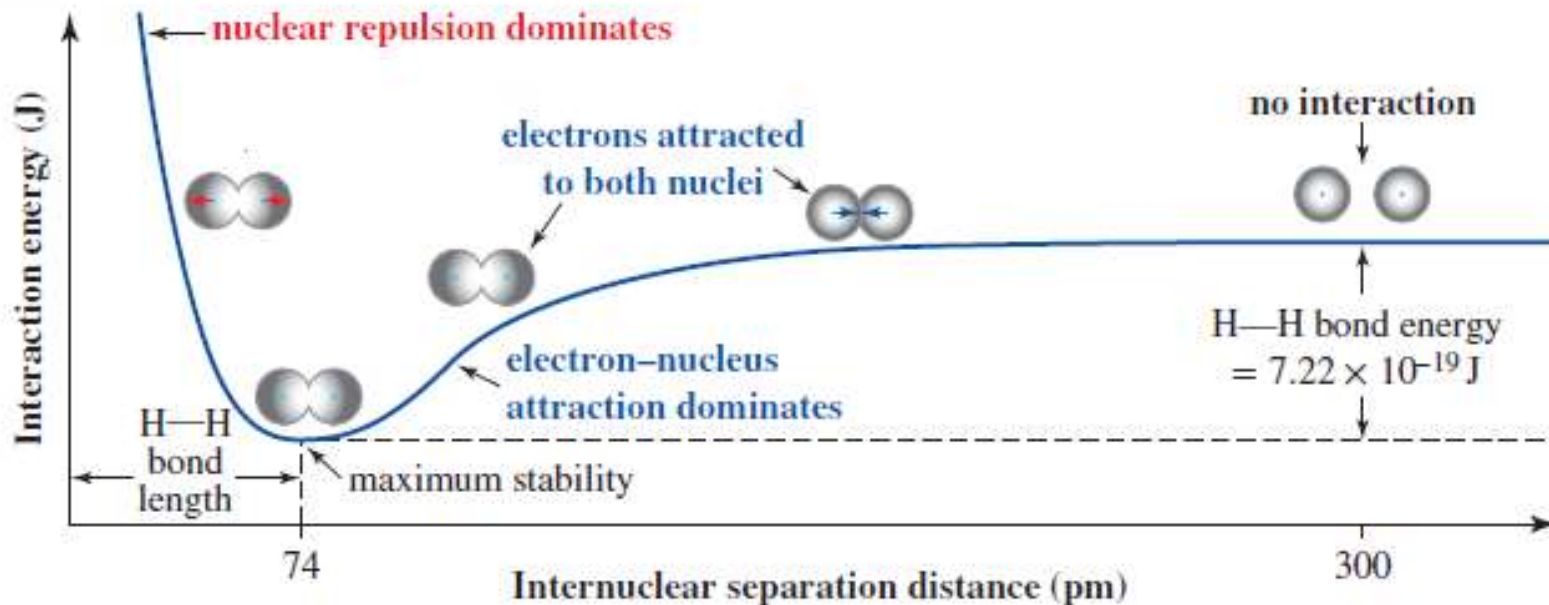 nuclear repulsion dominates
Interaction energy (J)
no interaction
electrons attracted
to both nuclei
H—H bond energy
= 7.22 × 10⁻¹⁹ J
electron–nucleus
attraction dominates
H—H
bond
length
maximum stability
74
300
Internuclear separation distance (pm)